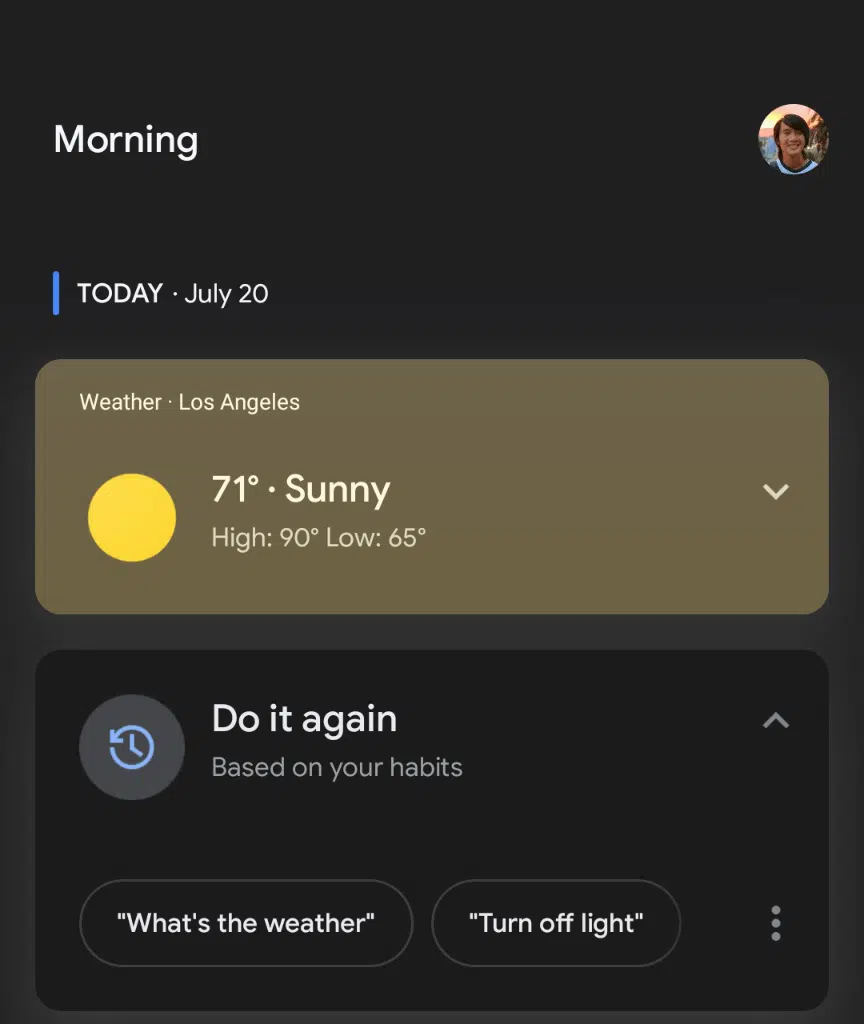 Morning
TODAY · July 20
Weather · Los Angeles
71° · Sunny
High: 90° Low: 65°
Do it again
Based on your habits
"What's the weather" "Turn off light"